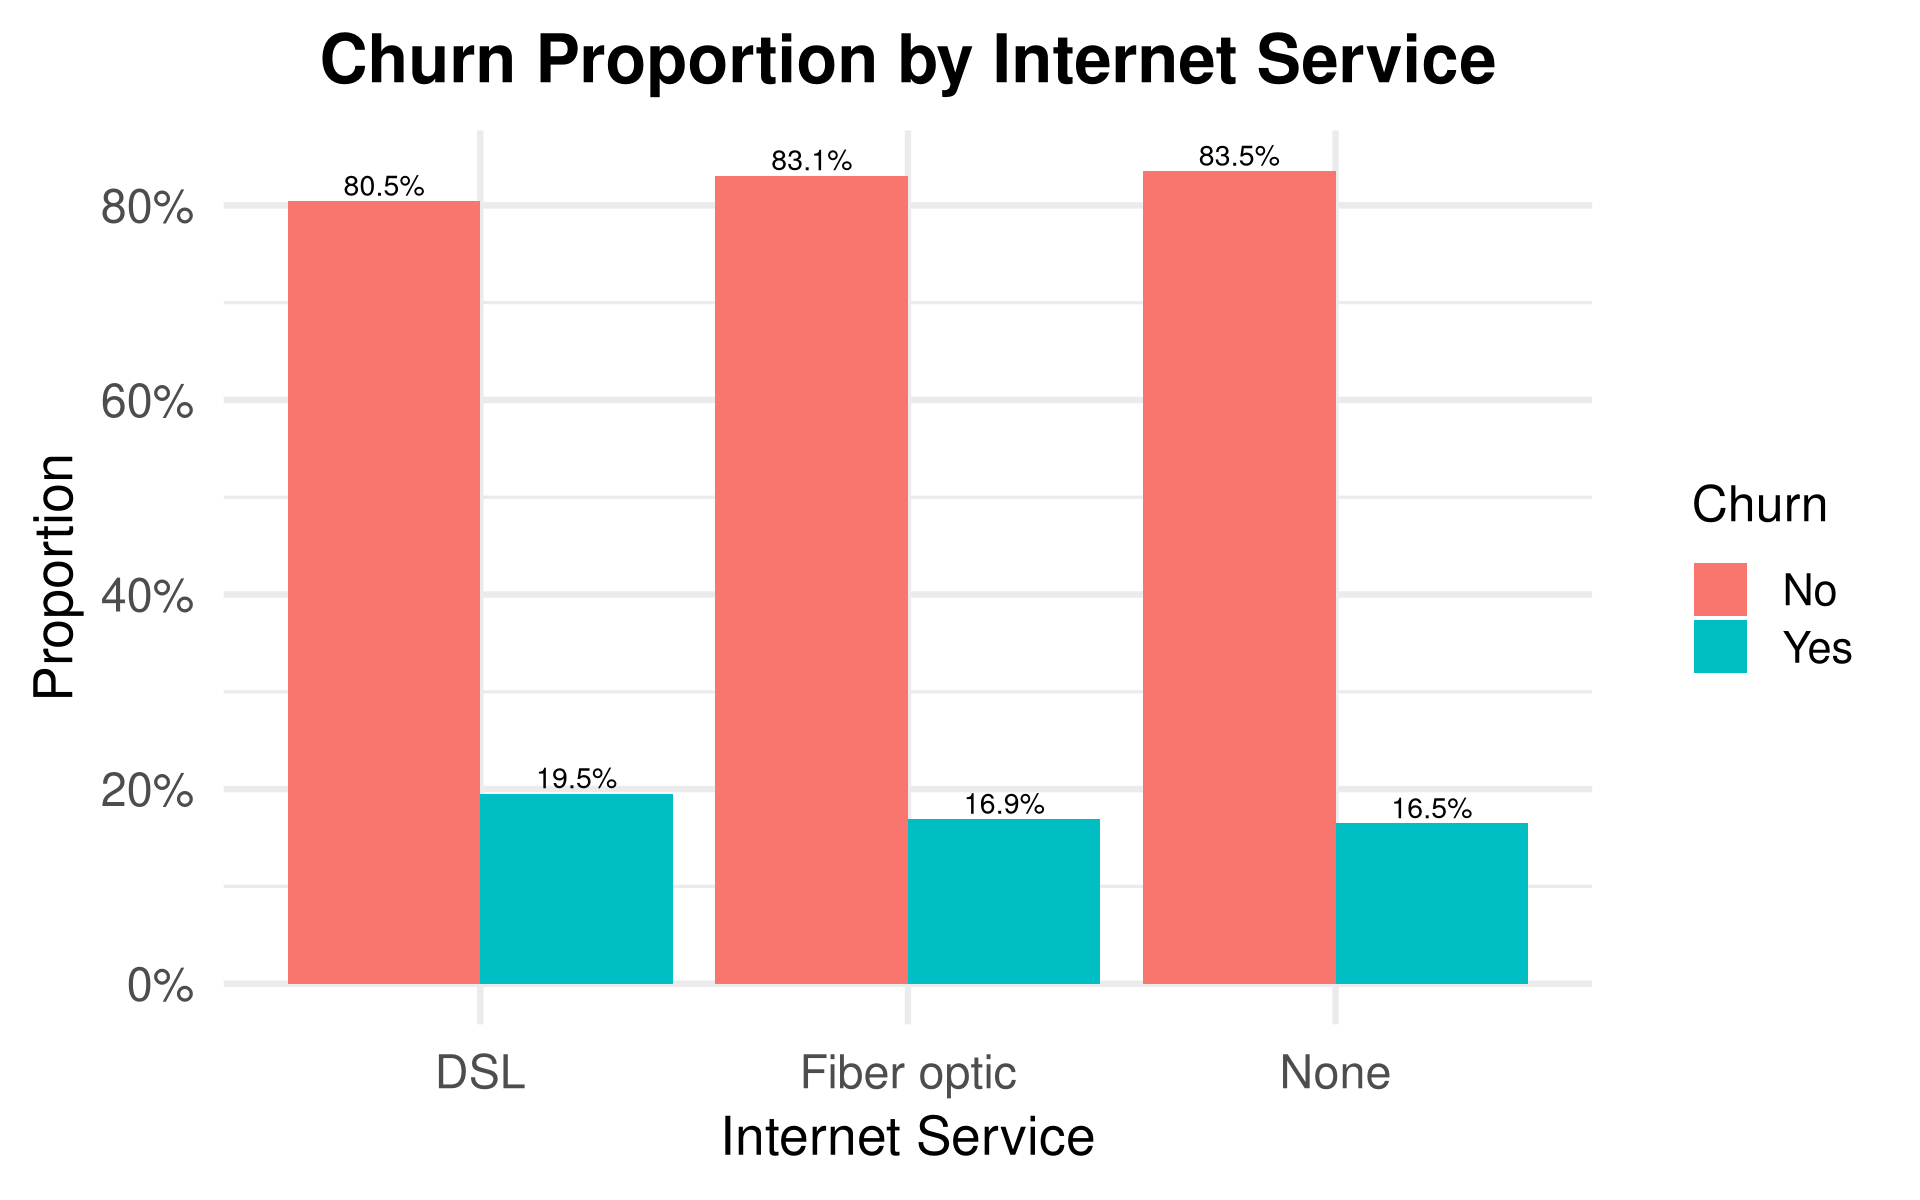 Churn Proportion by Internet Service
80.5%
83.1%
83.5%
80%
60%
40%
20%
0%
19.5%
16.9%
16.5%
Proportion
DSL
Fiber optic
None
Internet Service
Churn
No
Yes